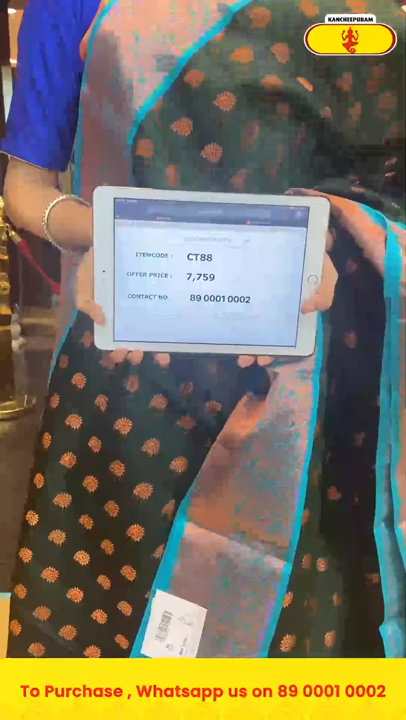 KANCHEEPURAM
ITEMCODE : CT88
OFFER PRICE : 7,759
CONTACT NO 89 0001 0002
To Purchase , Whatsapp us on 89 0001 0002